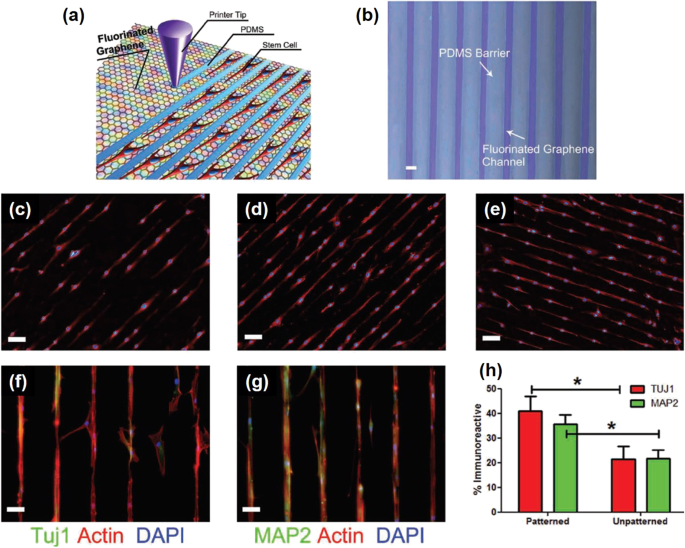 (a)
Printer Tip
Fluorinated
Graphene
PDMS
Stem Cell
(b)
PDMS Barrier
Fluorinated Graphene
Channel
(c)
(d)
(e)
(f)
(g)
Tuj1 Actin DAPI
MAP2 Actin DAPI
(h)
TUJ1
MAP2
*
*
% Immunoreactive
50
40
30
20
10
0
Patterned
Unpatterned